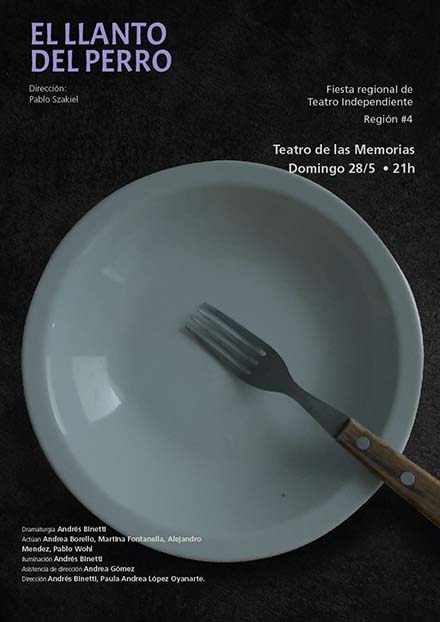 EL LLANTO
DEL PERRO
Dirección:
Pablo Szakiel
Fiesta regional de
Teatro Independiente
Región #4
Teatro de las Memorias
Domingo 28/5 • 21h
Dramaturgia Andrés Binetti
Actúan Andrea Borello, Martina Fontanella, Alejandro
Mendez, Pablo Wohl
Iluminación Andrés Binetti
Asistencia de dirección Andrea Gómez
Dirección Andrés Binetti, Paula Andrea López Oyanarte.